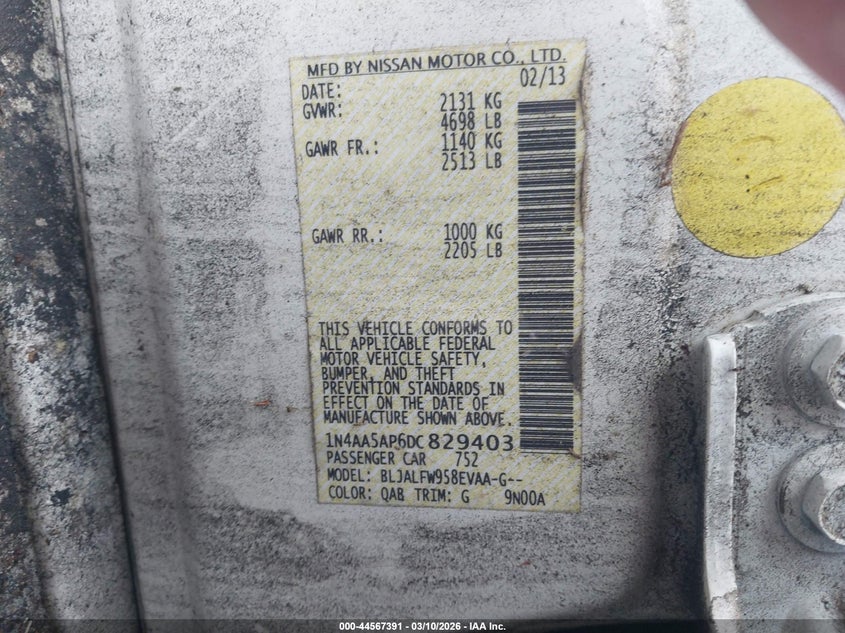 MFD BY NISSAN MOTOR CO., LTD.
DATE: 02/13
GVWR: 2131 KG
4698 LB
GAWR FR.: 1140 KG
2513 LB
GAWR RR.: 1000 KG
2205 LB
THIS VEHICLE CONFORMS TO
ALL APPLICABLE FEDERAL
MOTOR VEHICLE SAFETY,
BUMPER, AND THEFT
PREVENTION STANDARDS IN
EFFECT ON THE DATE OF
MANUFACTURE SHOWN ABOVE.
1N4AA5AP6DC829403
PASSENGER CAR 752
MODEL: BLJALFW958EVAA-G--
COLOR: QAB TRIM: G 9N00A
000-44567391 | 03/10/2026 - IAA Inc.